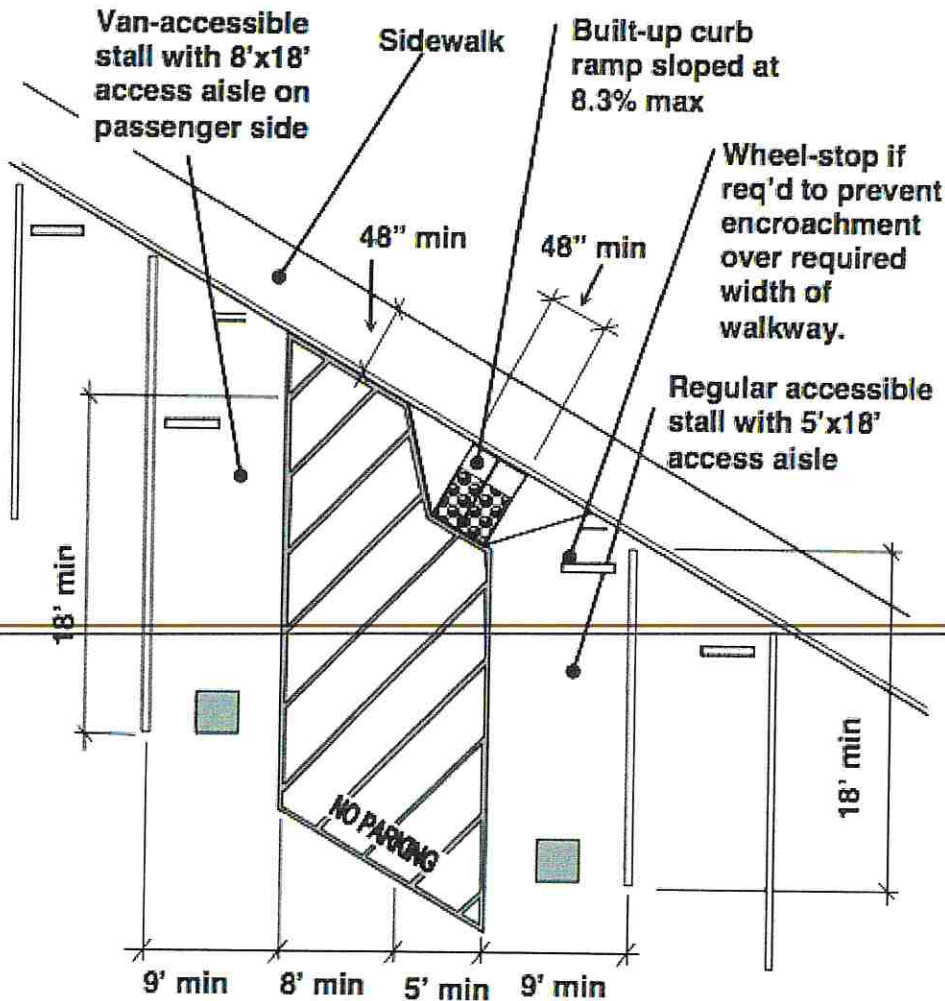 Van-accessible
stall with 8'x18'
access aisle on
passenger side
Sidewalk
Built-up curb
ramp sloped at
8.3% max
Wheel-stop if
req'd to prevent
encroachment
over required
width of
walkway.
48" min
48" min
Regular accessible
stall with 5'x18'
access aisle
18' min
18' min
NO PARKING
9' min
8' min
5' min
9' min